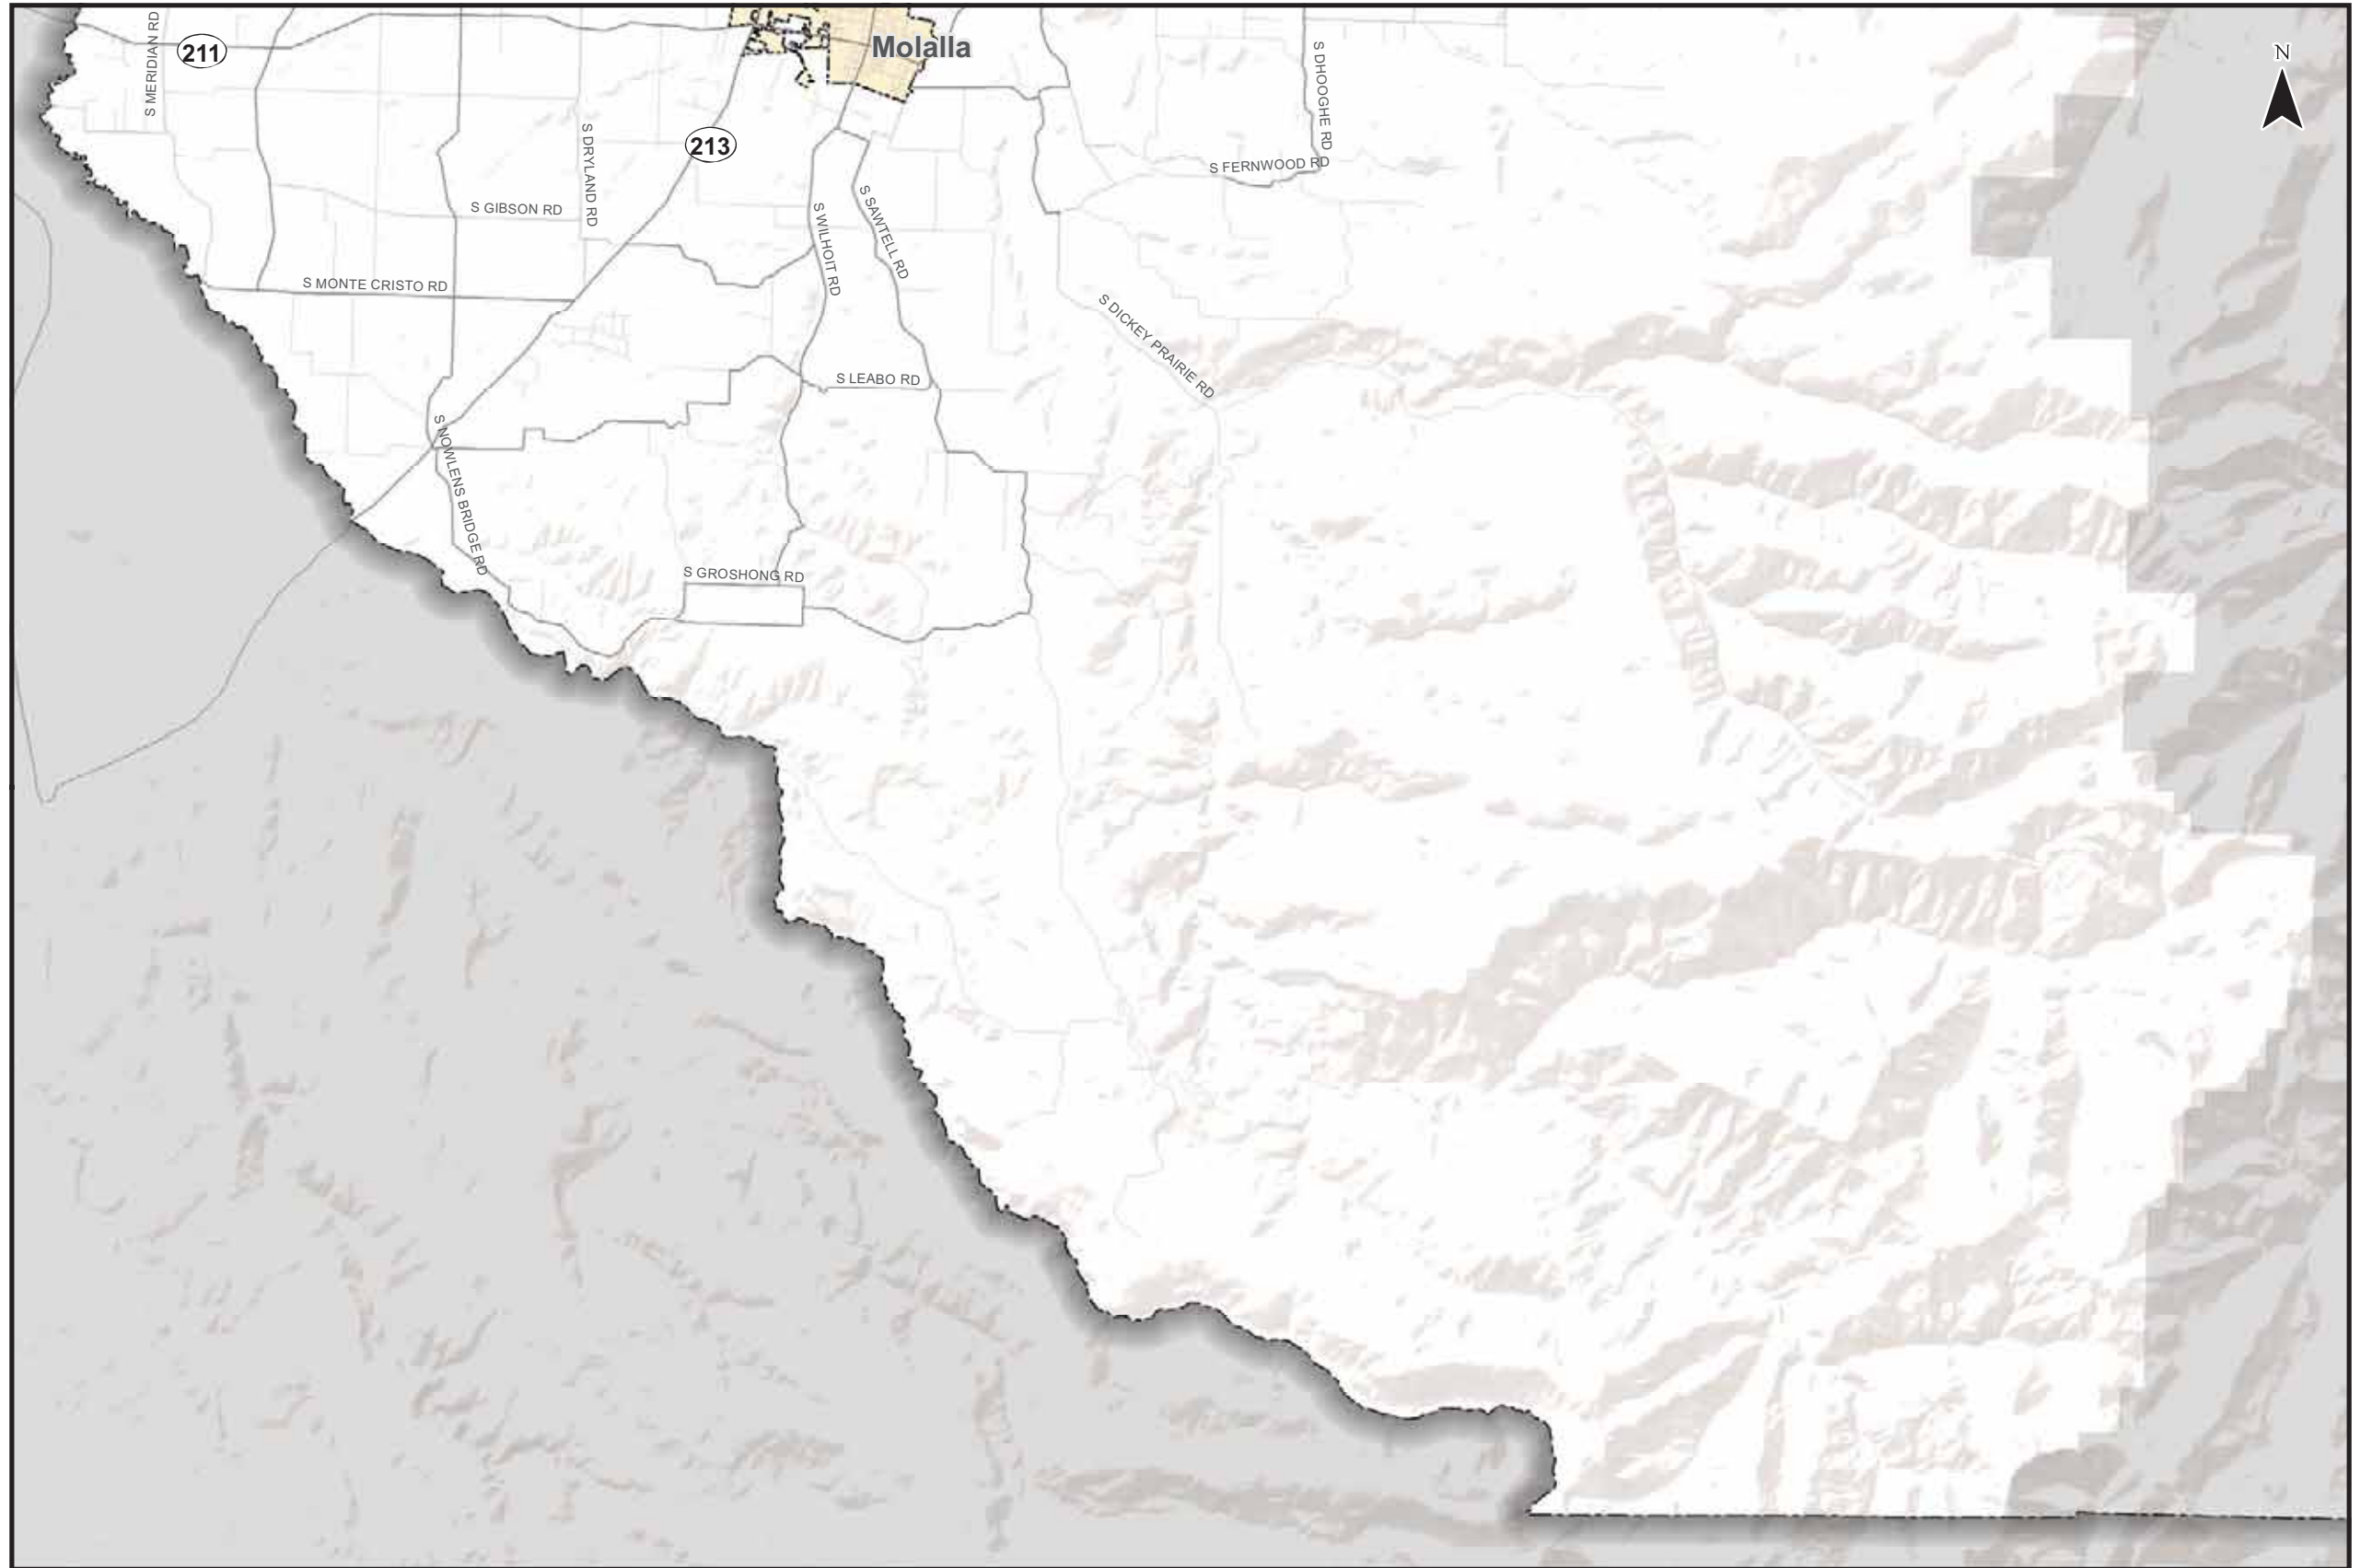 S MERIDIAN RD
211
Molalla
S DHOOGHE RD
N
S DRYLAND RD
213
S FERNWOOD RD
S GIBSON RD
S WILHOIT RD
S SAWTELL RD
S MONTE CRISTO RD
S DICKEY PRAIRIE RD
S LEABO RD
S NOWLENS BRIDGE RD
S GROSHONG RD